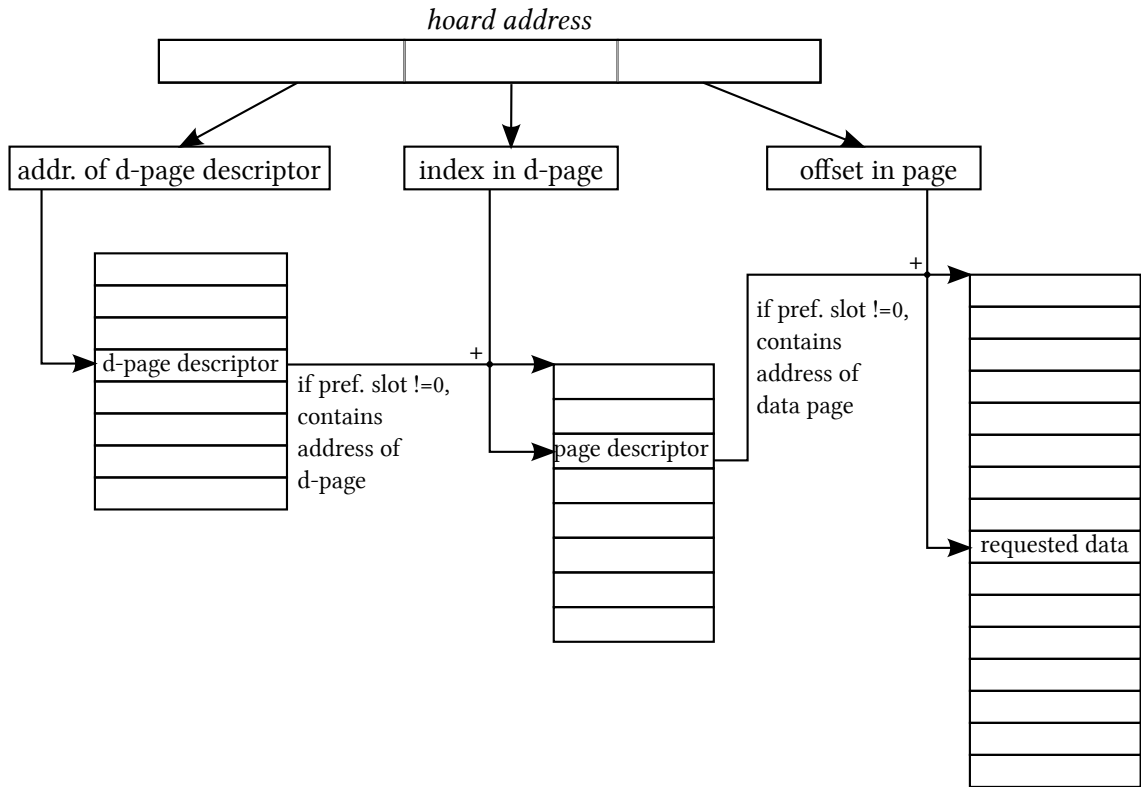 hoard address
addr. of d-page descriptor
index in d-page
offset in page
+
+
if pref. slot !=0,
contains
address of
data page
d-page descriptor
if pref. slot !=0,
contains
address of
d-page
page descriptor
requested data